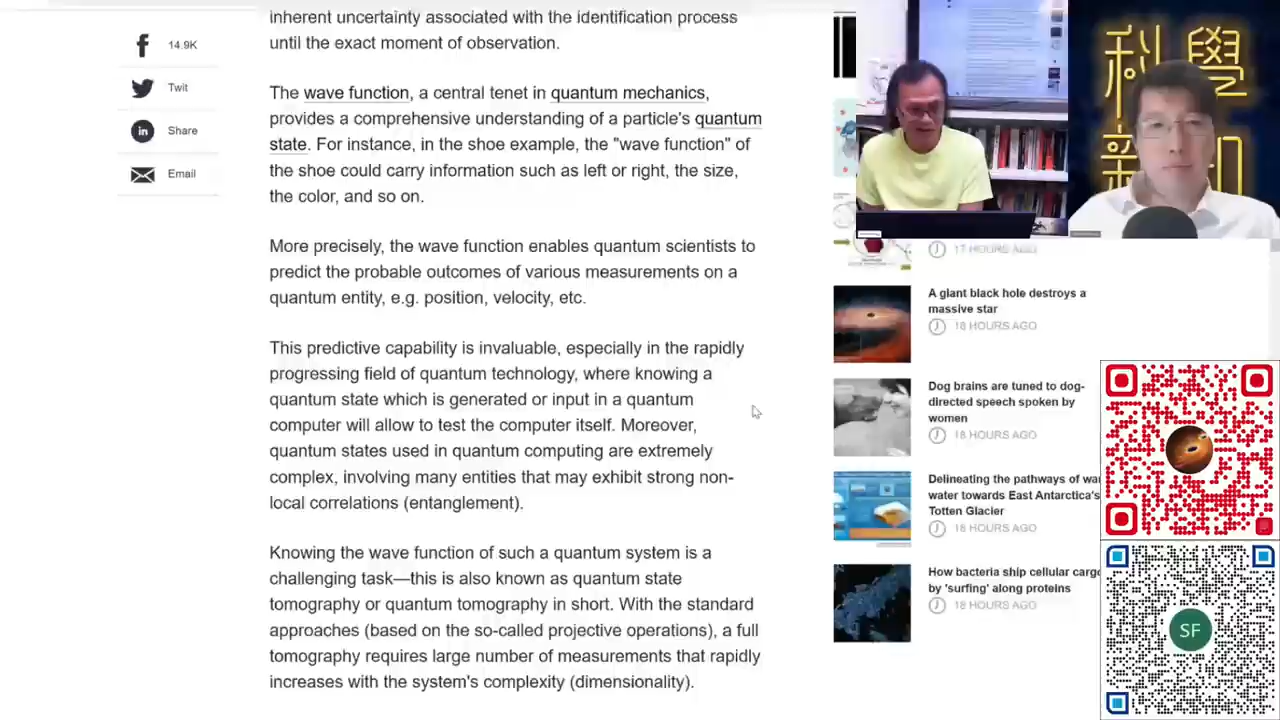 inherent uncertainty associated with the identification process
until the exact moment of observation.
The wave function, a central tenet in quantum mechanics,
provides a comprehensive understanding of a particle's quantum
state. For instance, in the shoe example, the "wave function" of
the shoe could carry information such as left or right, the size,
the color, and so on.
More precisely, the wave function enables quantum scientists to
predict the probable outcomes of various measurements on a
quantum entity, e.g. position, velocity, etc.
This predictive capability is invaluable, especially in the rapidly
progressing field of quantum technology, where knowing a
quantum state which is generated or input in a quantum
computer will allow to test the computer itself. Moreover,
quantum states used in quantum computing are extremely
complex, involving many entities that may exhibit strong non-
local correlations (entanglement).
Knowing the wave function of such a quantum system is a
challenging task—this is also known as quantum state
tomography or quantum tomography in short. With the standard
approaches (based on the so-called projective operations), a full
tomography requires large number of measurements that rapidly
increases with the system's complexity (dimensionality).
14.9K
Twit
in Share
Email
科學
新
17 HOURS AGO
A giant black hole destroys a
massive star
18 HOURS AGO
Dog brains are tuned to dog-
directed speech spoken by
women
18 HOURS AGO
Delineating the pathways of wa
water towards East Antarctica's
Totten Glacier
18 HOURS AGO
How bacteria ship cellular cargo
by 'surfing' along proteins
18 HOURS AGO
SF